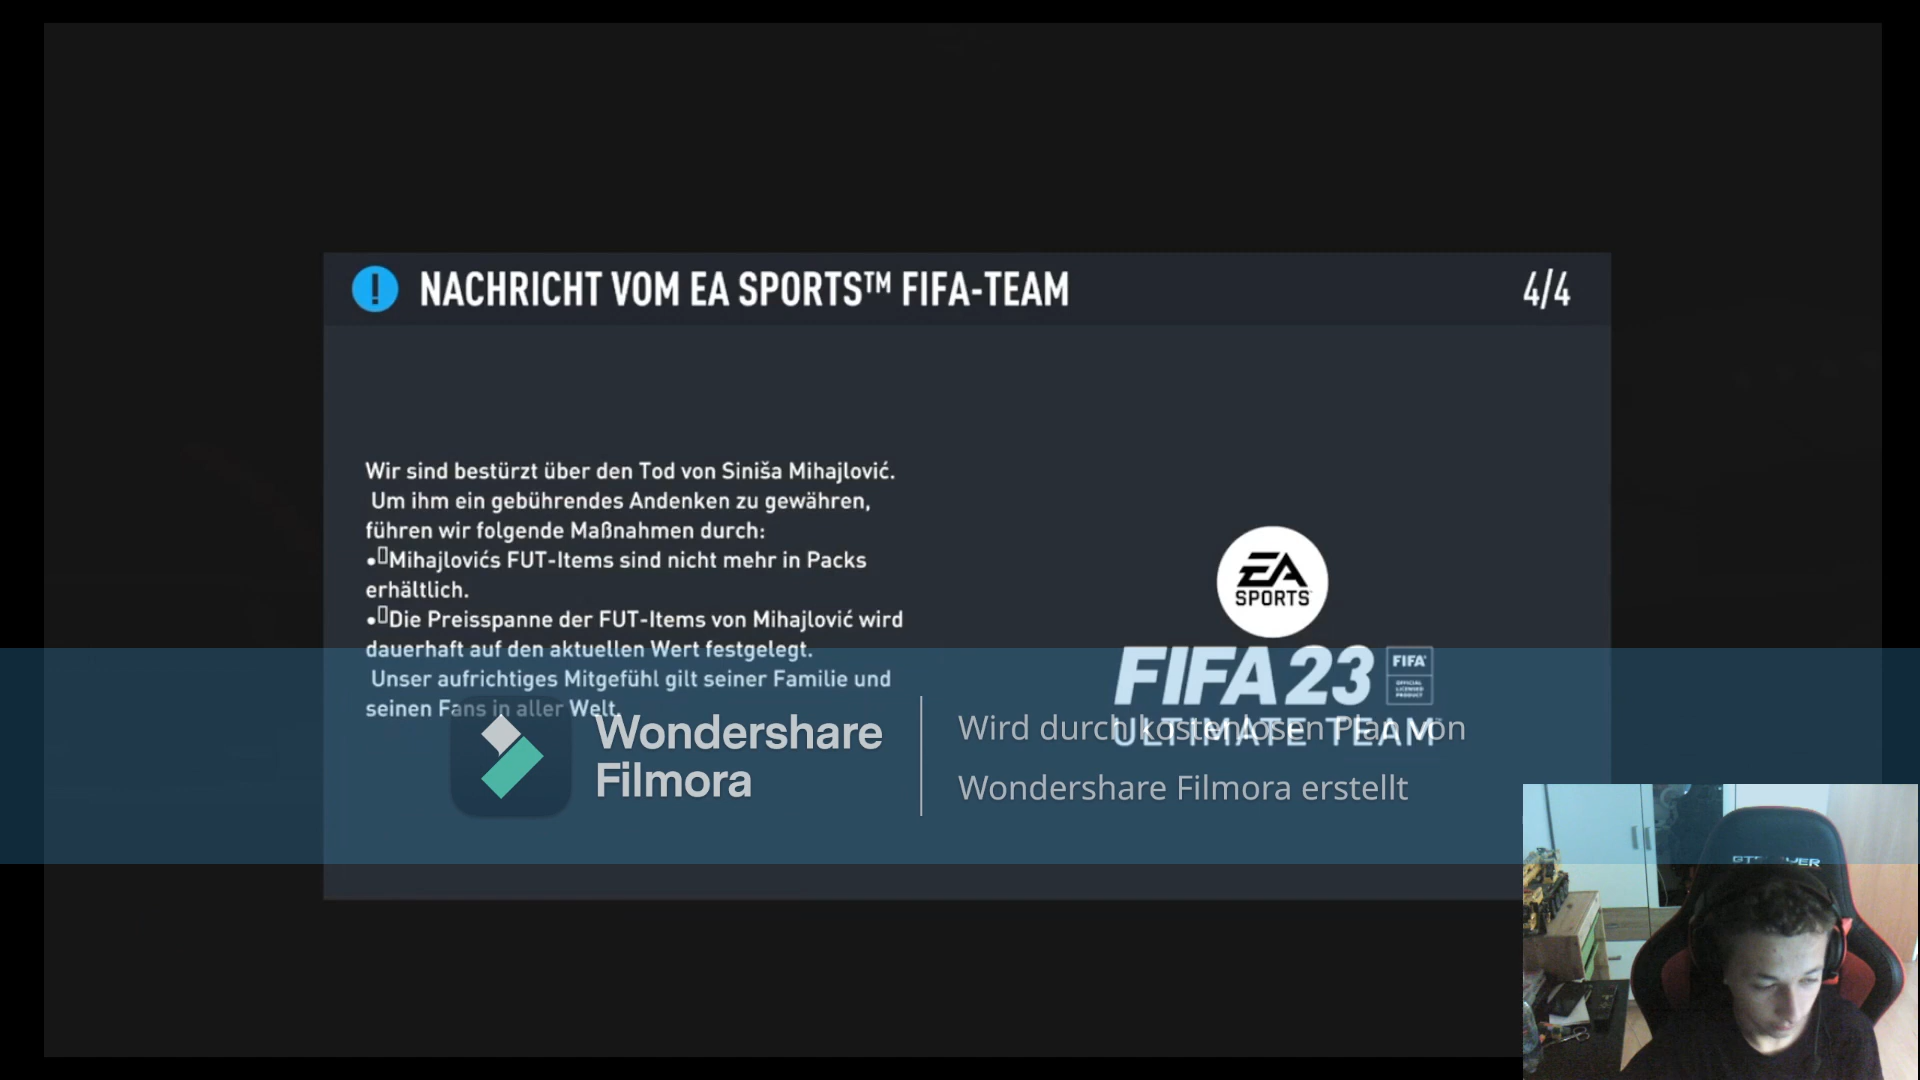 NACHRICHT VOM EA SPORTS™ FIFA-TEAM
4/4
Wir sind bestürzt über den Tod von Siniša Mihajlović.
Um ihm ein gebührendes Andenken zu gewähren,
führen wir folgende Maßnahmen durch:
•Mihajlovićs FUT-Items sind nicht mehr in Packs
erhältlich.
•Die Preisspanne der FUT-Items von Mihajlović wird
dauerhaft auf den aktuellen Wert festgelegt.
Unser aufrichtiges Mitgefühl gilt seiner Familie und
seinen Fans in aller Welt.
EA
SPORTS
FIFA 23
FIFA
OFFICIAL
LICENSED
PRODUCT
ULTIMATE TEAM
Wondershare
Filmora
Wird durch kostenlosen Plan von
Wondershare Filmora erstellt